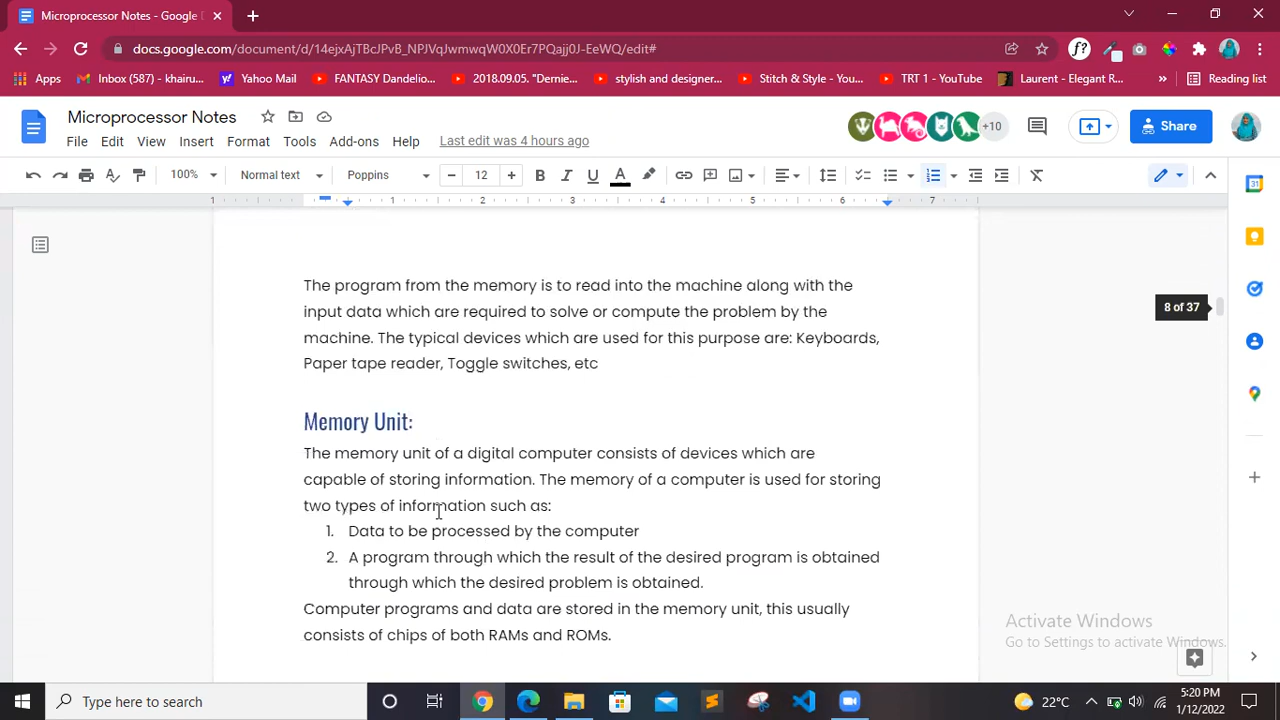 Microprocessor Notes - Google D
docs.google.com/document/d/14ejxAjTBcJPvB_NPJVqJwmwqW0X0Er7PQajj0J-EeWQ/edit#
Apps
Inbox (587) - khairu...
Yahoo Mail
FANTASY Dandelio...
2018.09.05. "Dernie...
stylish and designer...
Stitch & Style - You...
TRT 1 - YouTube
Laurent - Elegant R...
»
Reading list
Microprocessor Notes
+10
Share
File Edit View Insert Format Tools Add-ons Help Last edit was 4 hours ago
100% Normal text Poppins 12
1 1 2 3 4 5 6 7
The program from the memory is to read into the machine along with the
input data which are required to solve or compute the problem by the
machine. The typical devices which are used for this purpose are: Keyboards,
Paper tape reader, Toggle switches, etc
8 of 37
Memory Unit:
The memory unit of a digital computer consists of devices which are
capable of storing information. The memory of a computer is used for storing
two types of information such as:
1. Data to be processed by the computer
2. A program through which the result of the desired program is obtained
through which the desired problem is obtained.
Computer programs and data are stored in the memory unit, this usually
consists of chips of both RAMs and ROMs.
Activate Windows
Go to Settings to activate Windows.
Type here to search
22°C
5:20 PM
1/12/2022